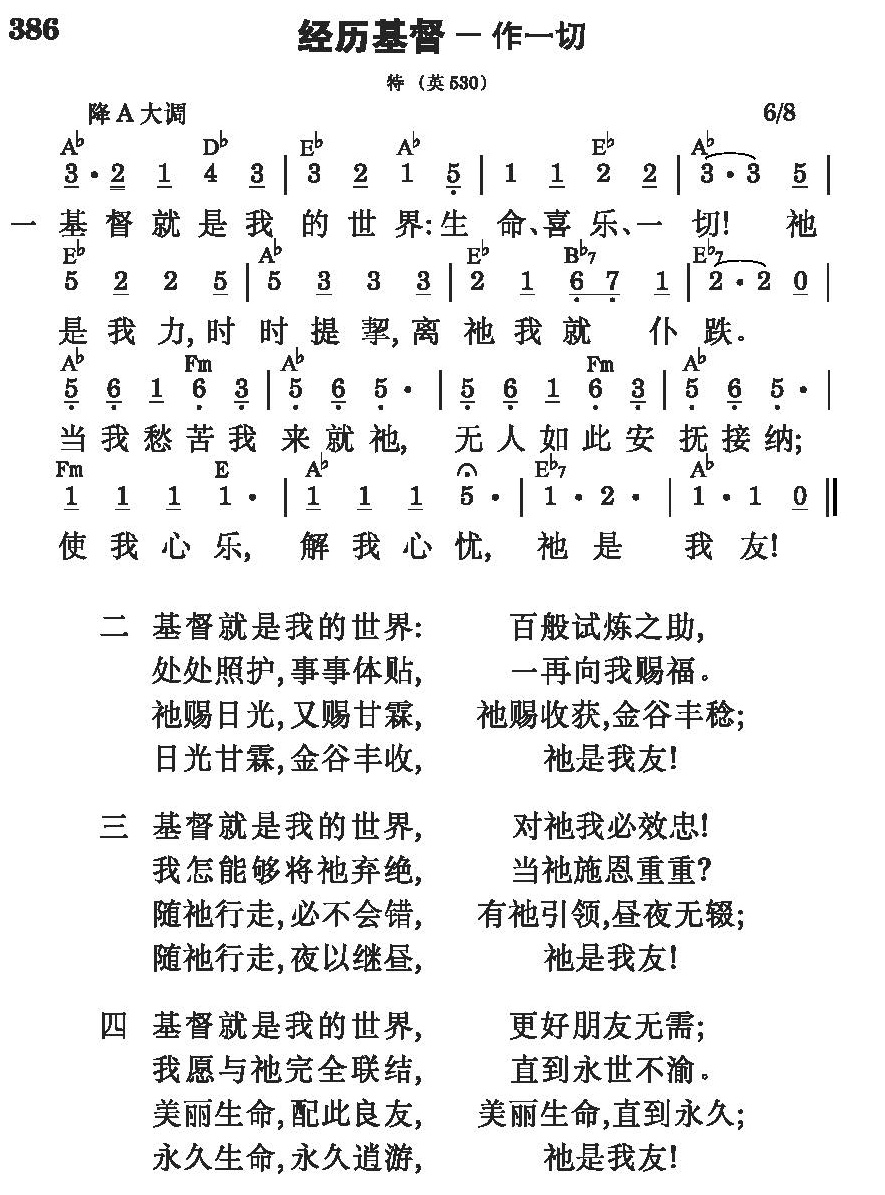 386
经历基督－作一切
特（英530）
降A大调 6/8
A♭ D♭ E♭ A♭ E♭ A♭
3·2 1 4 3 | 3 2 1 5 | 1 1 2 2 | 3·3 5 |
一 基督就是我的世界:生命、喜乐、一切! 祂
E♭ A♭ E♭ B♭7 E♭7
5 2 2 5 | 5 3 3 3 | 2 1 6 7 1 | 2·2 0 |
是我力,时时提挈,离祂我就仆跌。
A♭ Fm A♭ Fm A♭
5 6 1 6 3 | 5 6 5· | 5 6 1 6 3 | 5 6 5· |
当我愁苦我来就祂, 无人如此安抚接纳;
Fm E A♭ E♭7 A♭
1 1 1 1· | 1 1 1 5· | 1·2· | 1·1 0 ||
使我心乐, 解我心忧, 祂是我友!
二 基督就是我的世界: 百般试炼之助,
处处照护,事事体贴, 一再向我赐福。
祂赐日光,又赐甘霖, 祂赐收获,金谷丰稔;
日光甘霖,金谷丰收, 祂是我友!
三 基督就是我的世界, 对祂我必效忠!
我怎能够将祂弃绝, 当祂施恩重重?
随祂行走,必不会错, 有祂引领,昼夜无辍;
随祂行走,夜以继昼, 祂是我友!
四 基督就是我的世界, 更好朋友无需;
我愿与祂完全联结, 直到永世不渝。
美丽生命,配此良友, 美丽生命,直到永久;
永久生命,永久逍游, 祂是我友!